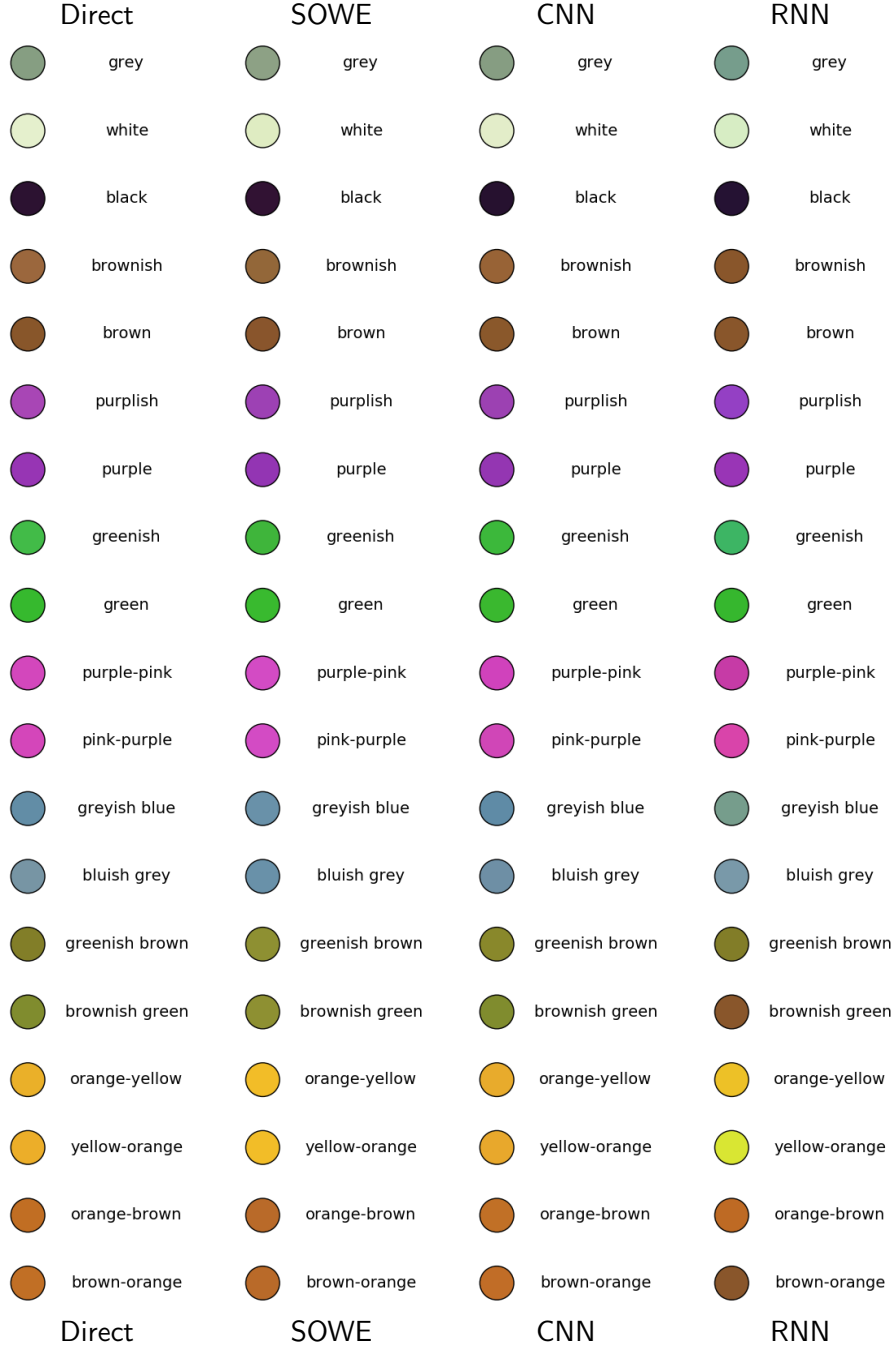 Direct SOWE CNN RNN
grey grey grey grey
white white white white
black black black black
brownish brownish brownish brownish
brown brown brown brown
purplish purplish purplish purplish
purple purple purple purple
greenish greenish greenish greenish
green green green green
purple-pink purple-pink purple-pink purple-pink
pink-purple pink-purple pink-purple pink-purple
greyish blue greyish blue greyish blue greyish blue
bluish grey bluish grey bluish grey bluish grey
greenish brown greenish brown greenish brown greenish brown
brownish green brownish green brownish green brownish green
orange-yellow orange-yellow orange-yellow orange-yellow
yellow-orange yellow-orange yellow-orange yellow-orange
orange-brown orange-brown orange-brown orange-brown
brown-orange brown-orange brown-orange brown-orange
Direct SOWE CNN RNN